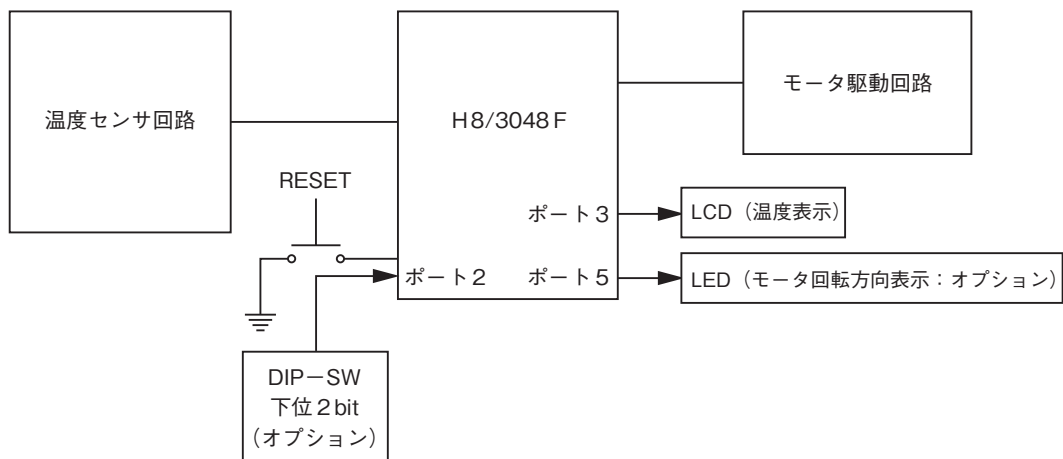 温度センサ回路
H8/3048F
モータ駆動回路
RESET
ポート3
LCD（温度表示）
ポート2
ポート5
LED（モータ回転方向表示：オプション）
DIP－SW
下位2bit
（オプション）